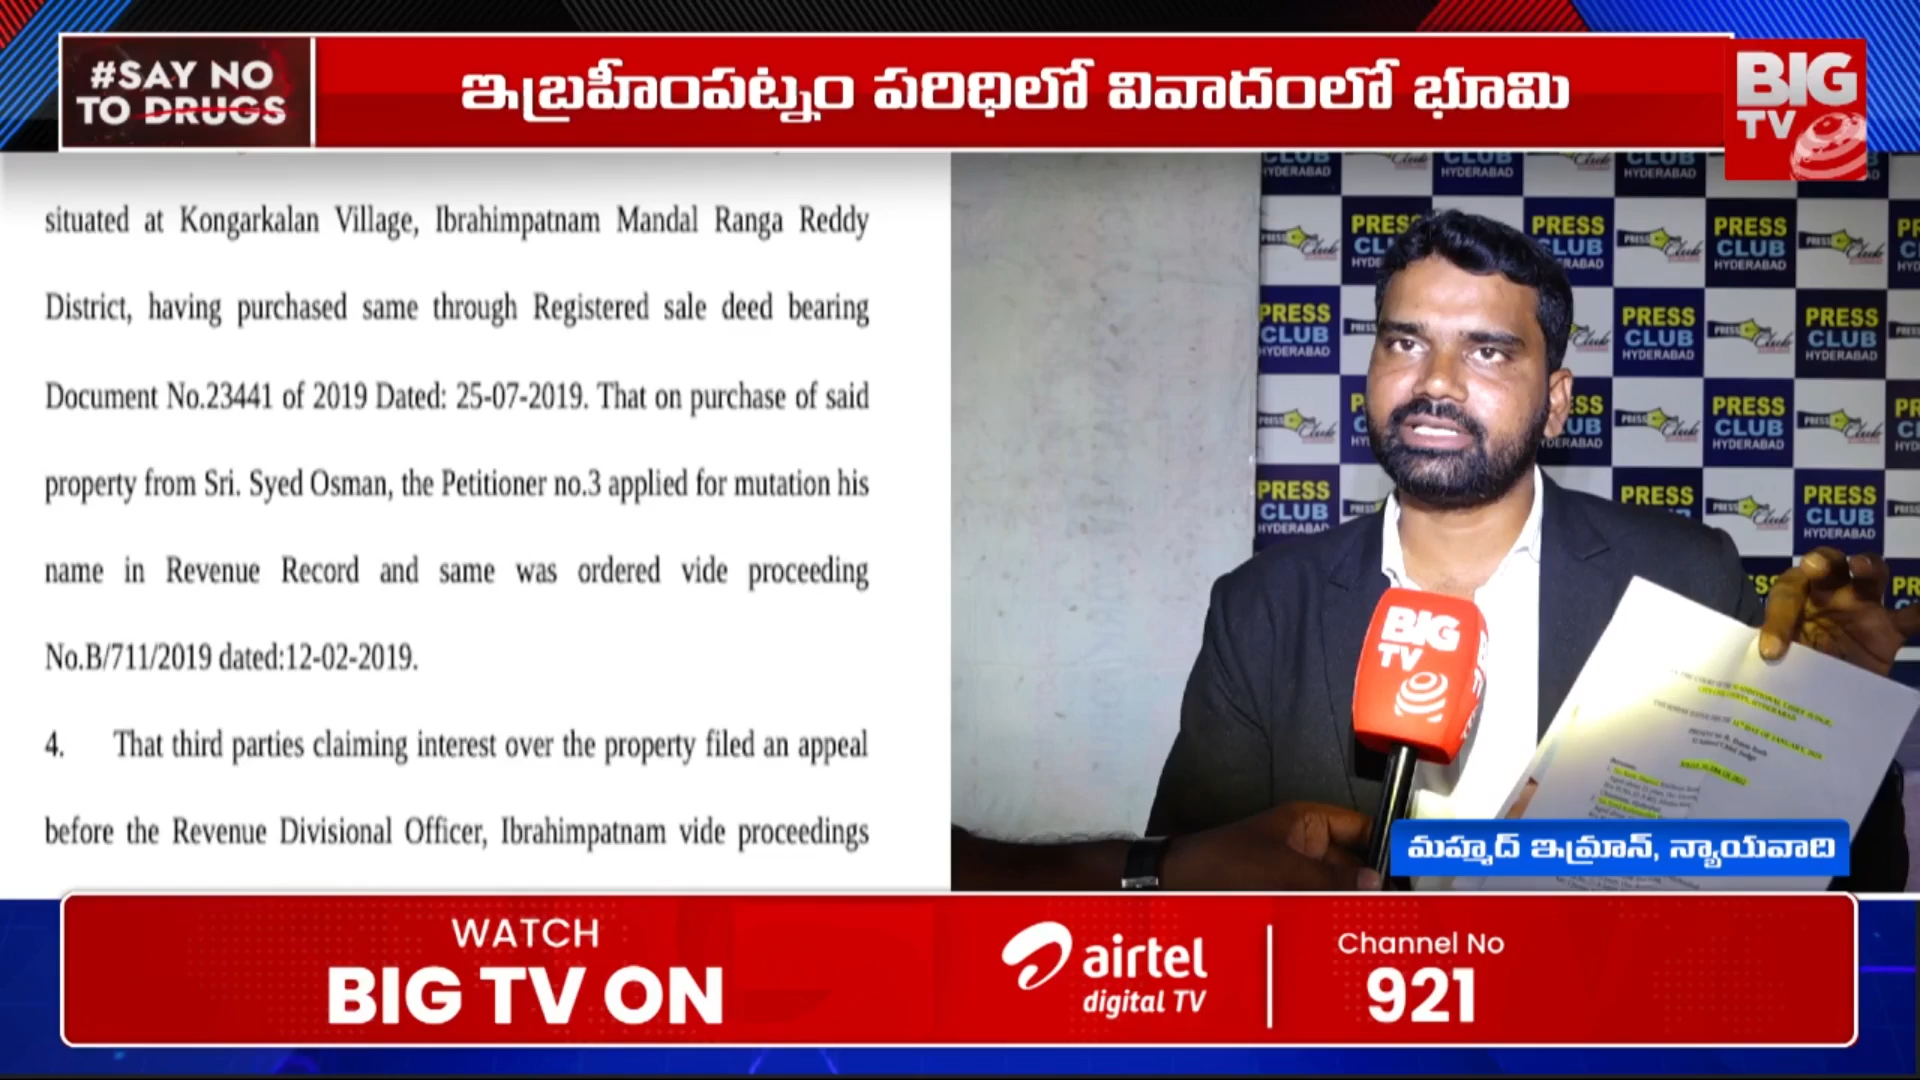 #SAY NO
TO DRUGS
ఇబ్రహీంపట్నం పరిధిలో వివాదంలో భూమి
BIG
TV
situated at Kongarkalan Village, Ibrahimpatnam Mandal Ranga Reddy
District, having purchased same through Registered sale deed bearing
Document No.23441 of 2019 Dated: 25-07-2019. That on purchase of said
property from Sri. Syed Osman, the Petitioner no.3 applied for mutation his
name in Revenue Record and same was ordered vide proceeding
No.B/711/2019 dated:12-02-2019.
4. That third parties claiming interest over the property filed an appeal
before the Revenue Divisional Officer, Ibrahimpatnam vide proceedings
PRESS
CLUB
HYDERABAD
BIG
TV
మహ్మద్ ఇమ్రాన్, న్యాయవాది
WATCH
BIG TV ON
airtel
digital TV
Channel No
921